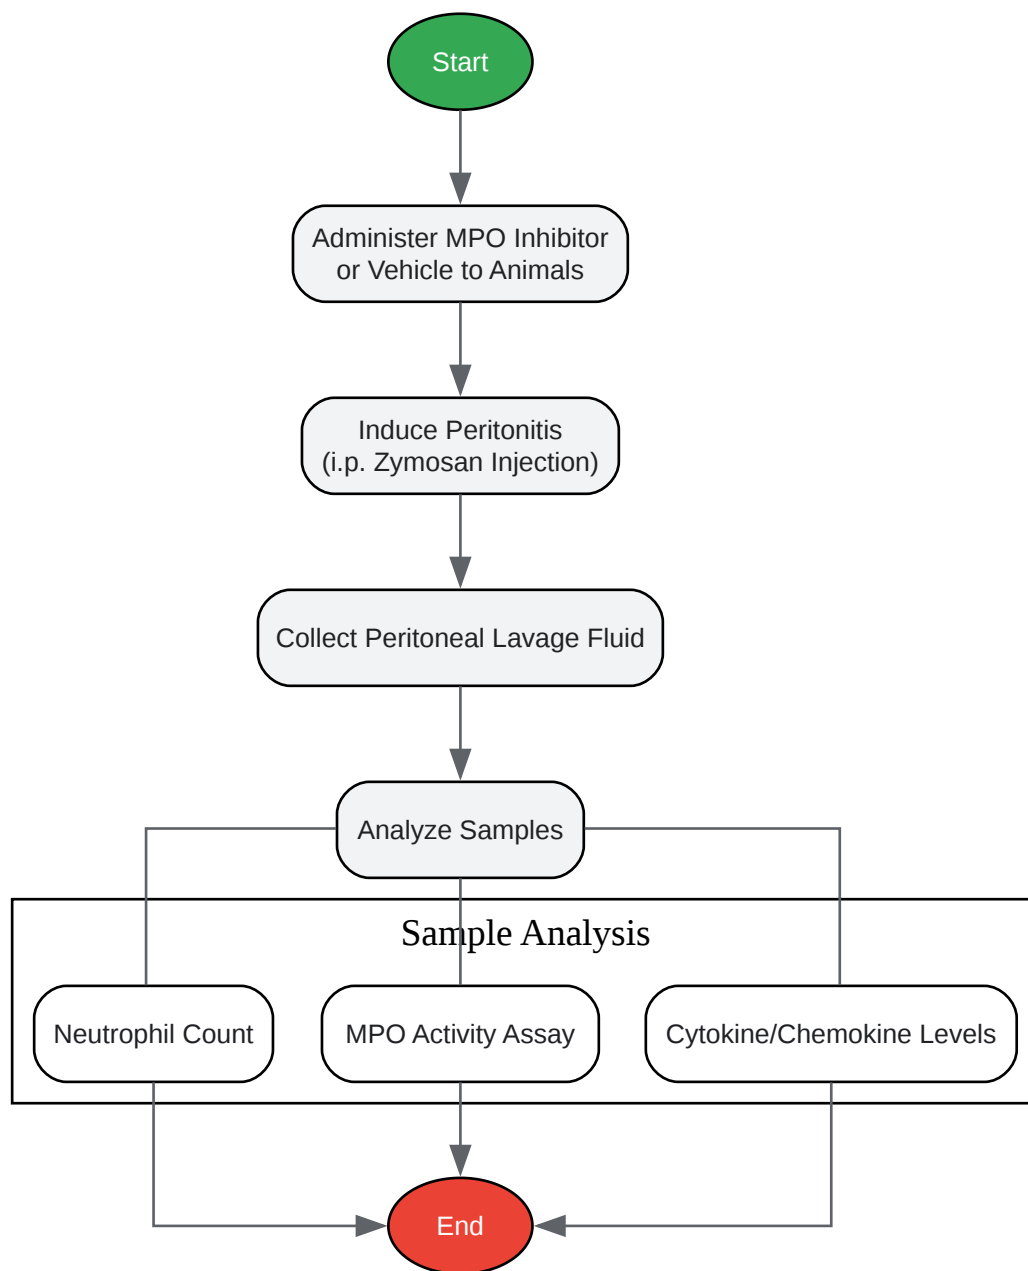 Start
Administer MPO Inhibitor
or Vehicle to Animals
Induce Peritonitis
(i.p. Zymosan Injection)
Collect Peritoneal Lavage Fluid
Analyze Samples
Sample Analysis
Neutrophil Count
MPO Activity Assay
Cytokine/Chemokine Levels
End